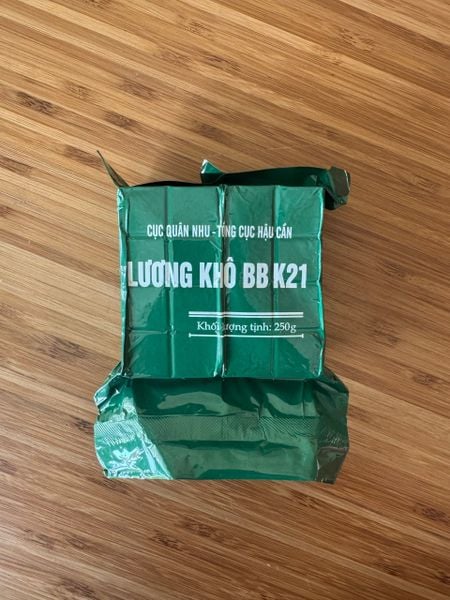 CỤC QUÂN NHU - TỔNG CỤC HẬU CẦN
LƯƠNG KHÔ BB K21
Khối lượng tịnh: 250g